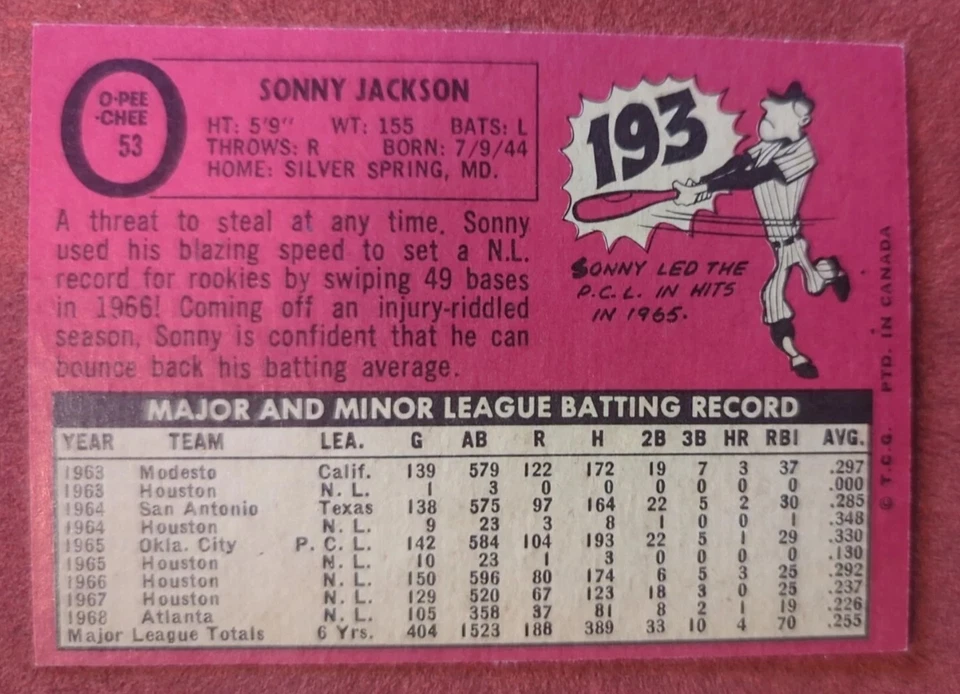 O-PEE
-CHEE
53
SONNY JACKSON
HT: 5'9" WT: 155 BATS: L
THROWS: R BORN: 7/9/44
HOME: SILVER SPRING, MD.
A threat to steal at any time, Sonny
used his blazing speed to set a N.L.
record for rookies by swiping 49 bases
in 1966! Coming off an injury-riddled
season, Sonny is confident that he can
bounce back his batting average.
193
SONNY LED THE
P.C.L. IN HITS
IN 1965.
© T.C.G. PTD. IN CANADA
MAJOR AND MINOR LEAGUE BATTING RECORD
YEAR TEAM LEA. G AB R H 2B 3B HR RBI AVG.
1963 Modesto Calif. 139 579 122 172 19 7 3 37 .297
1963 Houston N. L. 1 3 0 0 0 0 0 0 .000
1964 San Antonio Texas 138 575 97 164 22 5 2 30 .285
1964 Houston N. L. 9 23 3 8 1 0 0 1 .348
1965 Okla. City P. C. L. 142 584 104 193 22 5 1 29 .330
1965 Houston N. L. 10 23 1 3 0 0 0 0 .130
1966 Houston N. L. 150 596 80 174 6 5 3 25 .292
1967 Houston N. L. 129 520 67 123 18 3 0 25 .237
1968 Atlanta N. L. 105 358 37 81 8 2 1 19 .226
Major League Totals 6 Yrs. 404 1523 188 389 33 10 4 70 .255